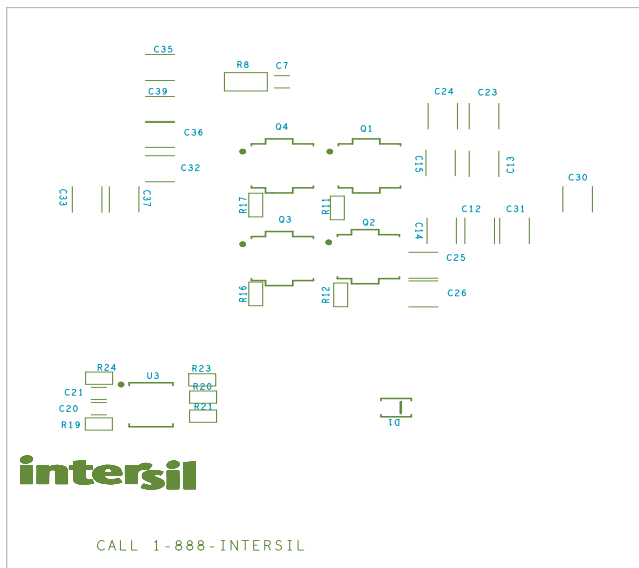 C35
R8 C7
C39
C24 C23
Q4 Q1
C36
C15 C13
C32
C33 C37
C30
R17 R11
Q3 Q2
C14 C12 C31
C25
R16 R12
C26
R24 R23
U3
C21 R20
C20 R21
R19
D1
intersil
CALL 1-888-INTERSIL